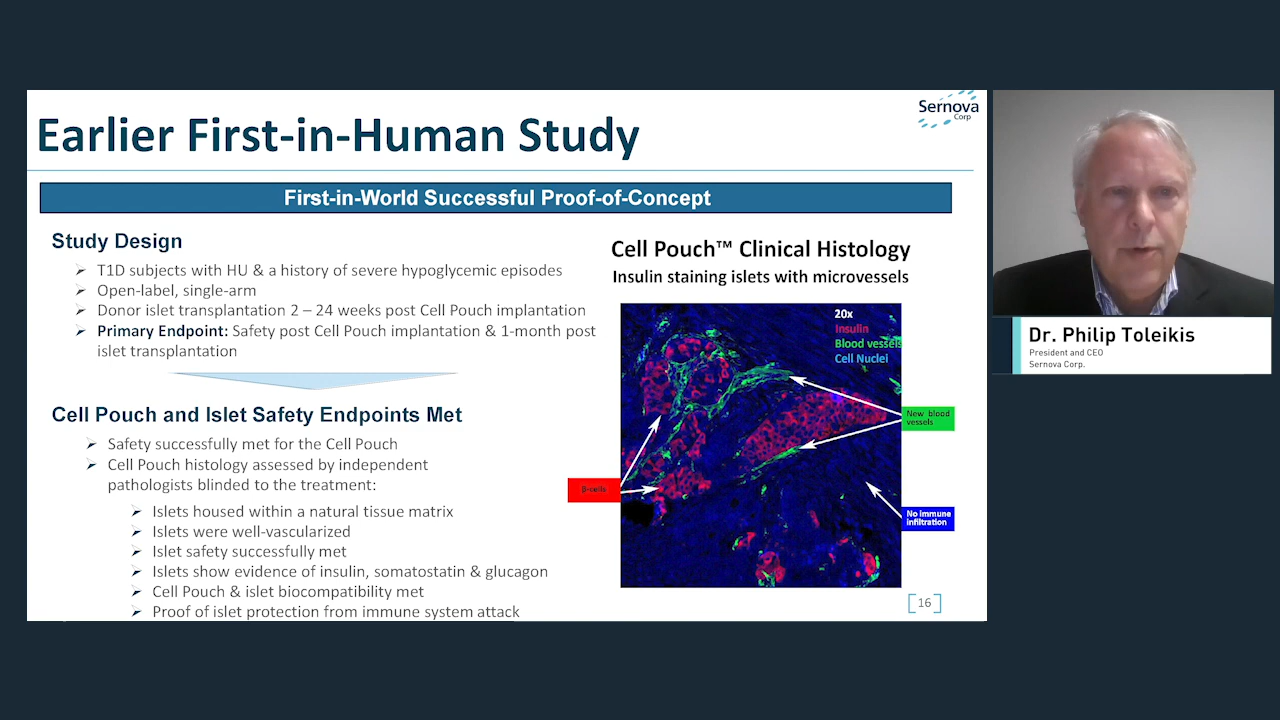 Sernova
Corp
Earlier First-in-Human Study
First-in-World Successful Proof-of-Concept
Study Design
T1D subjects with HU & a history of severe hypoglycemic episodes
Open-label, single-arm
Donor islet transplantation 2 – 24 weeks post Cell Pouch implantation
Primary Endpoint: Safety post Cell Pouch implantation & 1-month post
islet transplantation
Cell Pouch and Islet Safety Endpoints Met
Safety successfully met for the Cell Pouch
Cell Pouch histology assessed by independent
pathologists blinded to the treatment:
Islets housed within a natural tissue matrix
Islets were well-vascularized
Islet safety successfully met
Islets show evidence of insulin, somatostatin & glucagon
Cell Pouch & islet biocompatibility met
Proof of islet protection from immune system attack
Cell Pouch™ Clinical Histology
Insulin staining islets with microvessels
20x
Insulin
Blood vessels
Cell Nuclei
New blood
vessels
B-cells
No immune
infiltration
16
Dr. Philip Toleikis
President and CEO
Sernova Corp.